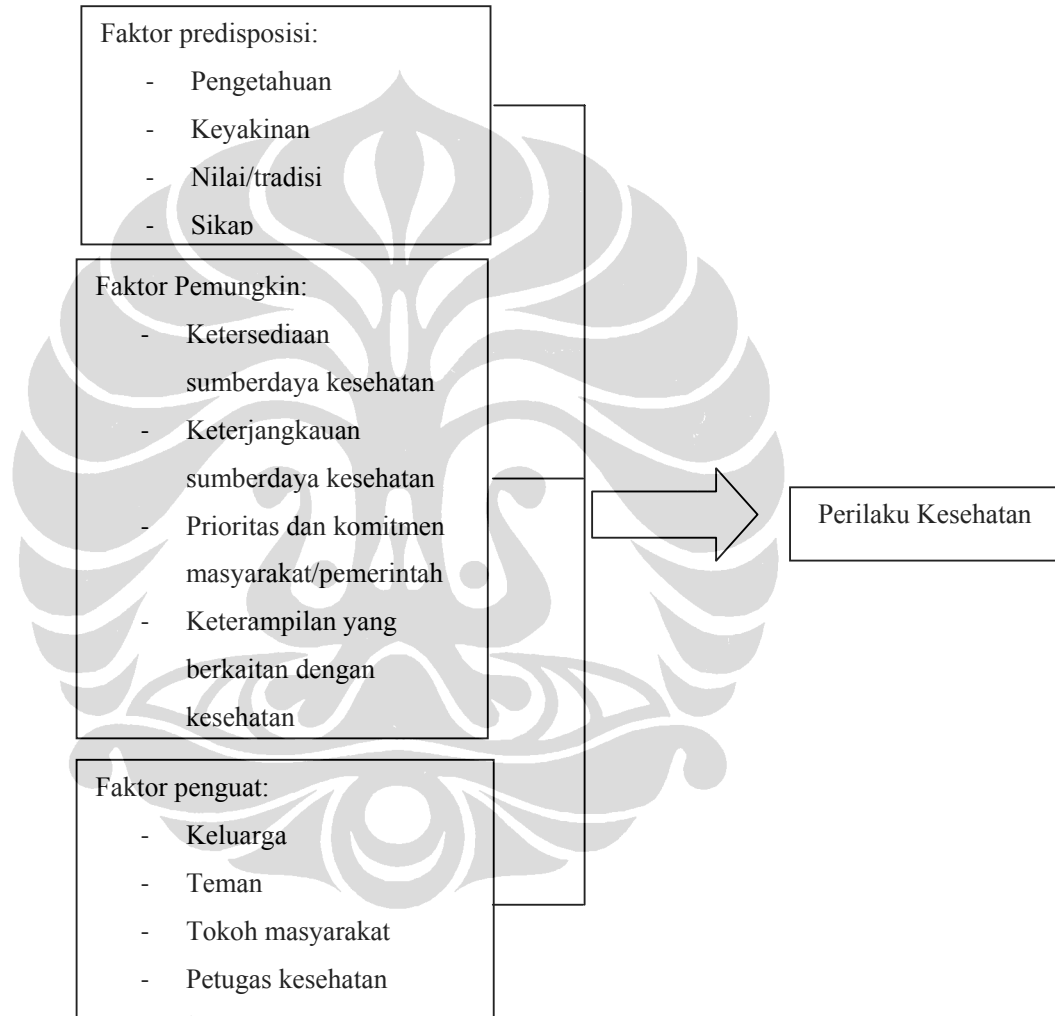 Faktor predisposisi:
- Pengetahuan
- Keyakinan
- Nilai/tradisi
- Sikap
Faktor Pemungkin:
- Ketersediaan
sumberdaya kesehatan
- Keterjangkauan
sumberdaya kesehatan
- Prioritas dan komitmen
masyarakat/pemerintah
- Keterampilan yang
berkaitan dengan
kesehatan
Faktor penguat:
- Keluarga
- Teman
- Tokoh masyarakat
- Petugas kesehatan
Perilaku Kesehatan